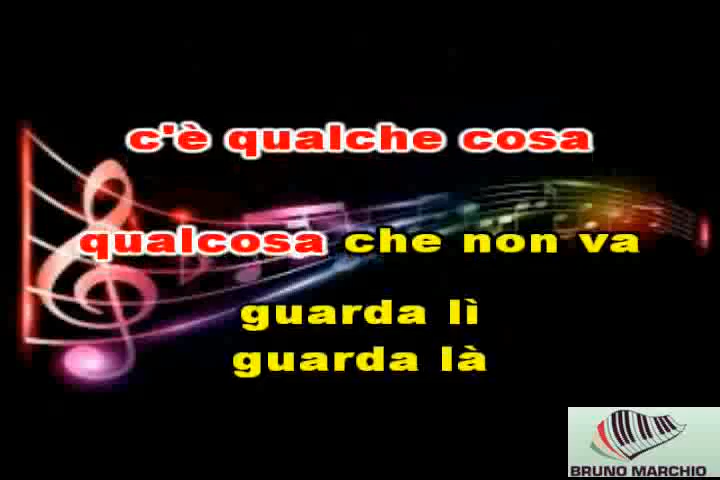 c'è qualche cosa
qualcosa che non va
guarda lì
guarda là
BRUNO MARCHIO